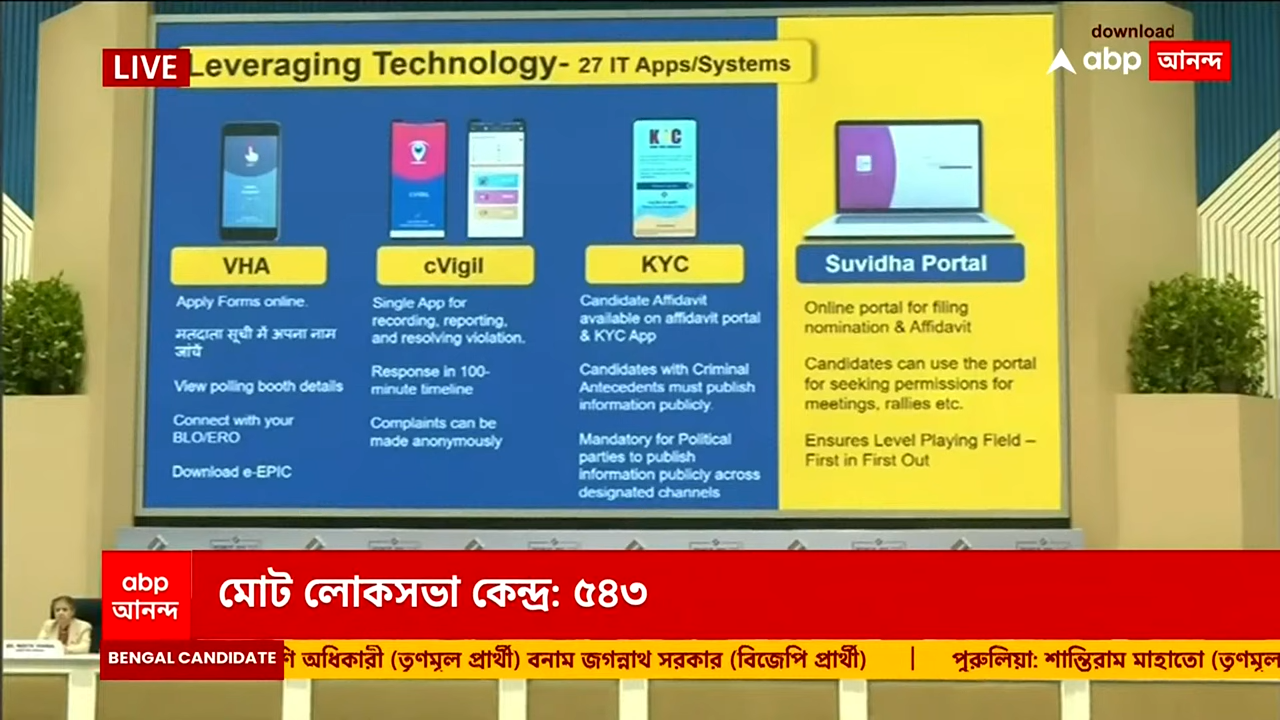 download
LIVE
abp আনন্দ
Leveraging Technology- 27 IT Apps/Systems
KYC
VHA
Apply Forms online.
मतदाता सूची में अपना नाम
जांचें
View polling booth details
Connect with your
BLO/ERO
Download e-EPIC
cVigil
Single App for
recording, reporting,
and resolving violation.
Response in 100-
minute timeline
Complaints can be
made anonymously
KYC
Candidate Affidavit
available on affidavit portal
& KYC App
Candidates with Criminal
Antecedents must publish
information publicly.
Mandatory for Political
parties to publish
information publicly across
designated channels
Suvidha Portal
Online portal for filing
nomination & Affidavit
Candidates can use the portal
for seeking permissions for
meetings, rallies etc.
Ensures Level Playing Field –
First in First Out
abp
আনন্দ
মোট লোকসভা কেন্দ্র: ৫৪৩
BENGAL CANDIDATE
অধিকারী (তৃণমূল প্রার্থী) বনাম জগন্নাথ সরকার (বিজেপি প্রার্থী) | পুরুলিয়া: শান্তিরাম মাহাতো (তৃণমূল